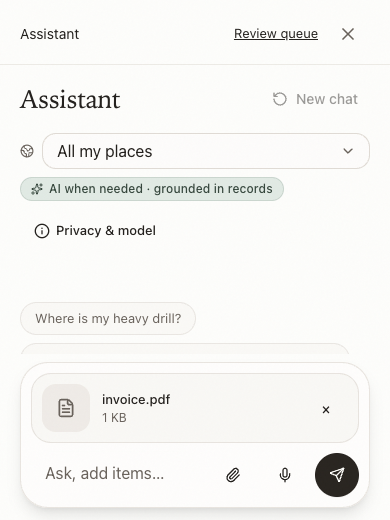 Assistant
Review queue
Assistant
New chat
All my places
AI when needed · grounded in records
Privacy & model
Where is my heavy drill?
invoice.pdf
1 KB
Ask, add items...